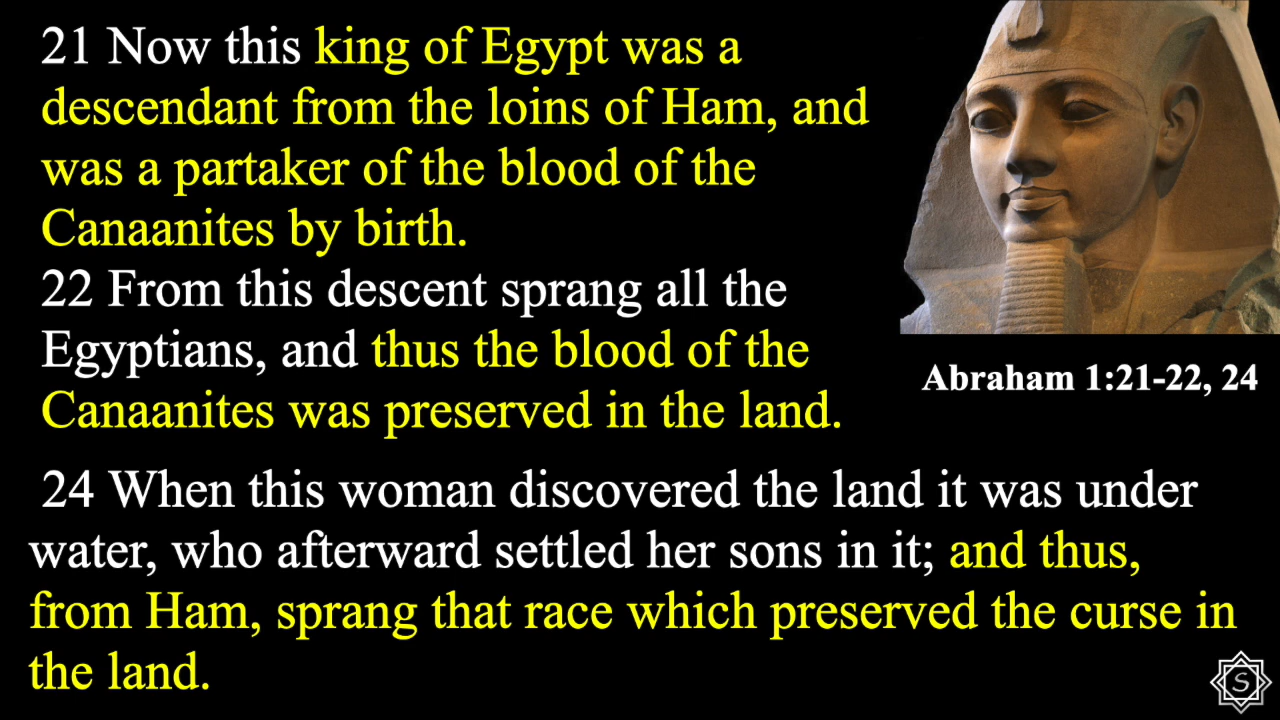 21 Now this king of Egypt was a
descendant from the loins of Ham, and
was a partaker of the blood of the
Canaanites by birth.
22 From this descent sprang all the
Egyptians, and thus the blood of the
Canaanites was preserved in the land.
Abraham 1:21-22, 24
24 When this woman discovered the land it was under
water, who afterward settled her sons in it; and thus,
from Ham, sprang that race which preserved the curse in
the land.
S